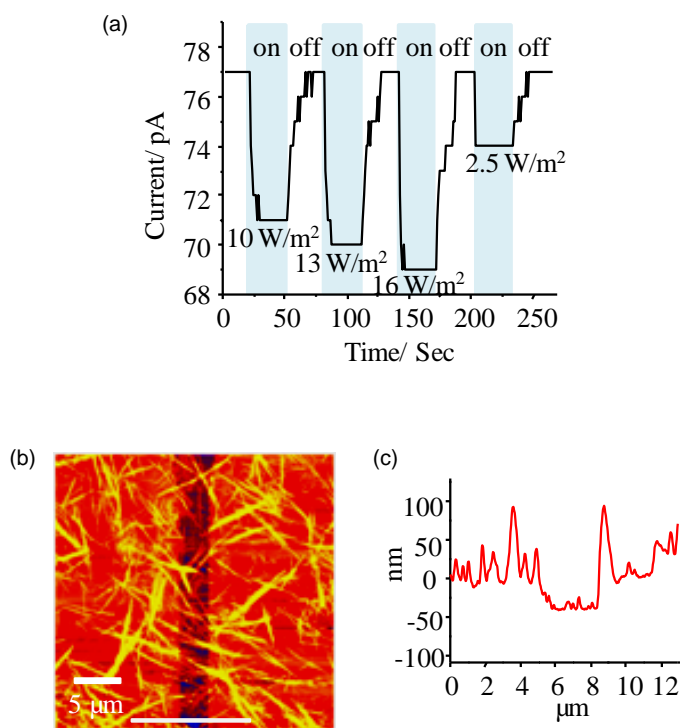 (a)
78
76
74
72
70
68
Current/ pA
on off on off on off on off
10 W/m²
13 W/m²
16 W/m²
2.5 W/m²
0 50 100 150 200 250
Time/ Sec
(b)
5 μm
(c)
100
50
0
-50
-100
nm
0 2 4 6 8 10 12
μm